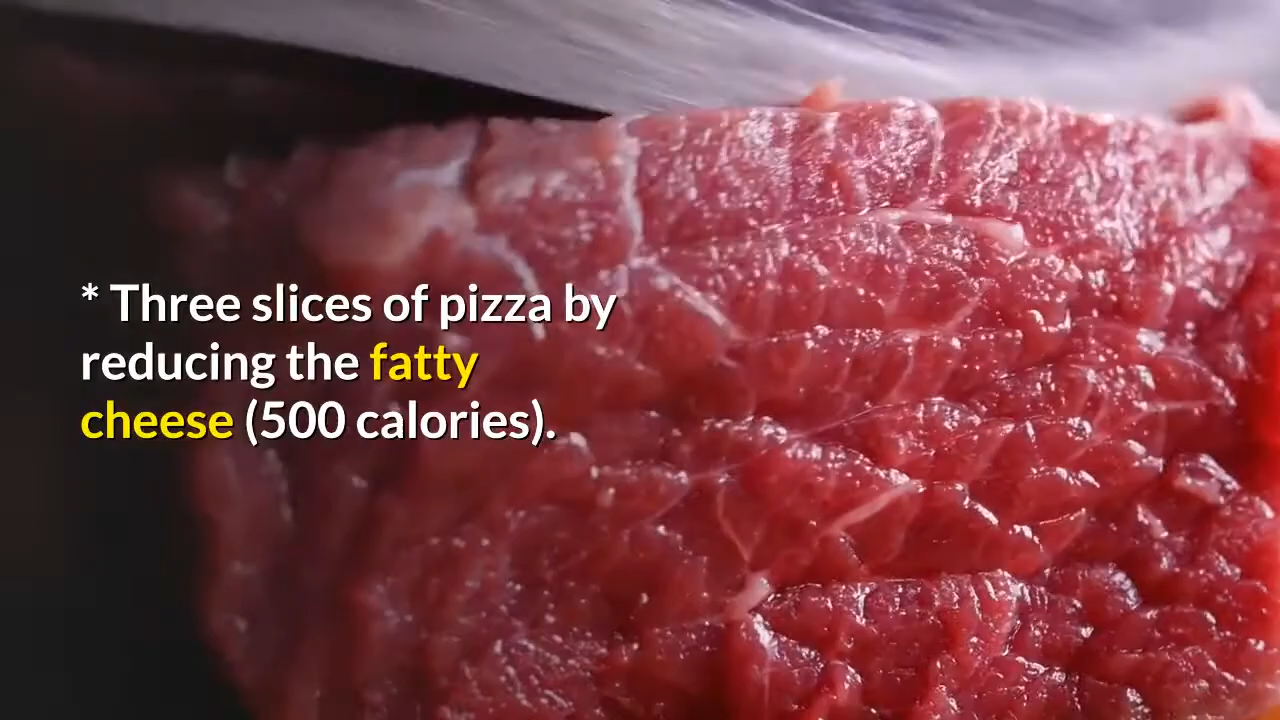 * Three slices of pizza by
reducing the fatty
cheese (500 calories).